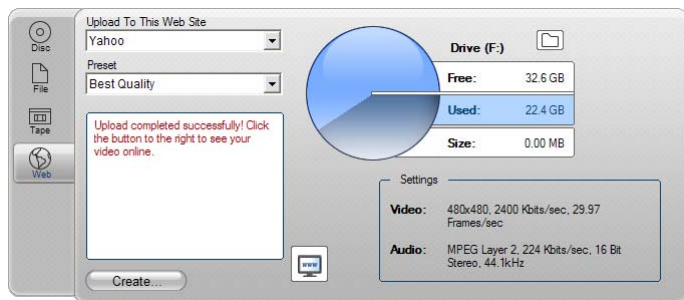 Disc
File
Tape
Web
Upload To This Web Site
Yahoo
Preset
Best Quality
Upload completed successfully! Click
the button to the right to see your
video online.
Create...
www
Drive (F:)
Free: 32.6 GB
Used: 22.4 GB
Size: 0.00 MB
Settings
Video: 480x480, 2400 Kbits/sec, 29.97
Frames/sec
Audio: MPEG Layer 2, 224 Kbits/sec, 16 Bit
Stereo, 44.1kHz